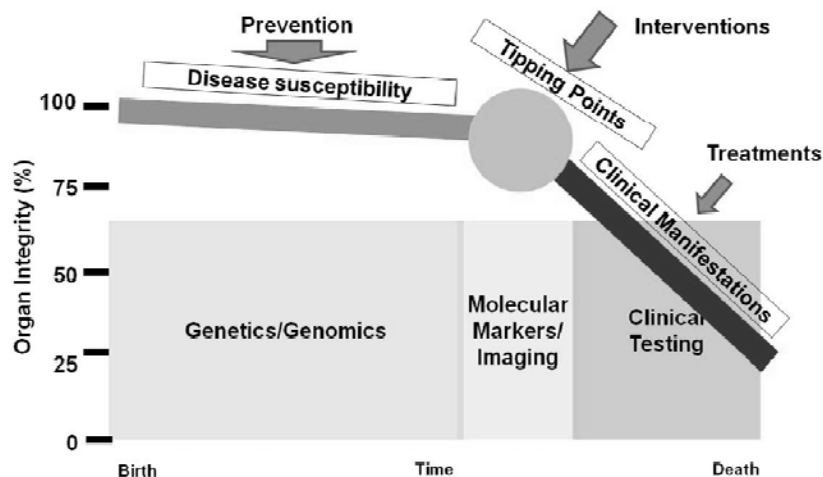 Prevention
Interventions
Disease susceptibility
Tipping Points
Treatments
Clinical Manifestations
Organ Integrity (%)
100
75
50
25
0
Genetics/Genomics
Molecular
Markers/
Imaging
Clinical
Testing
Birth
Time
Death